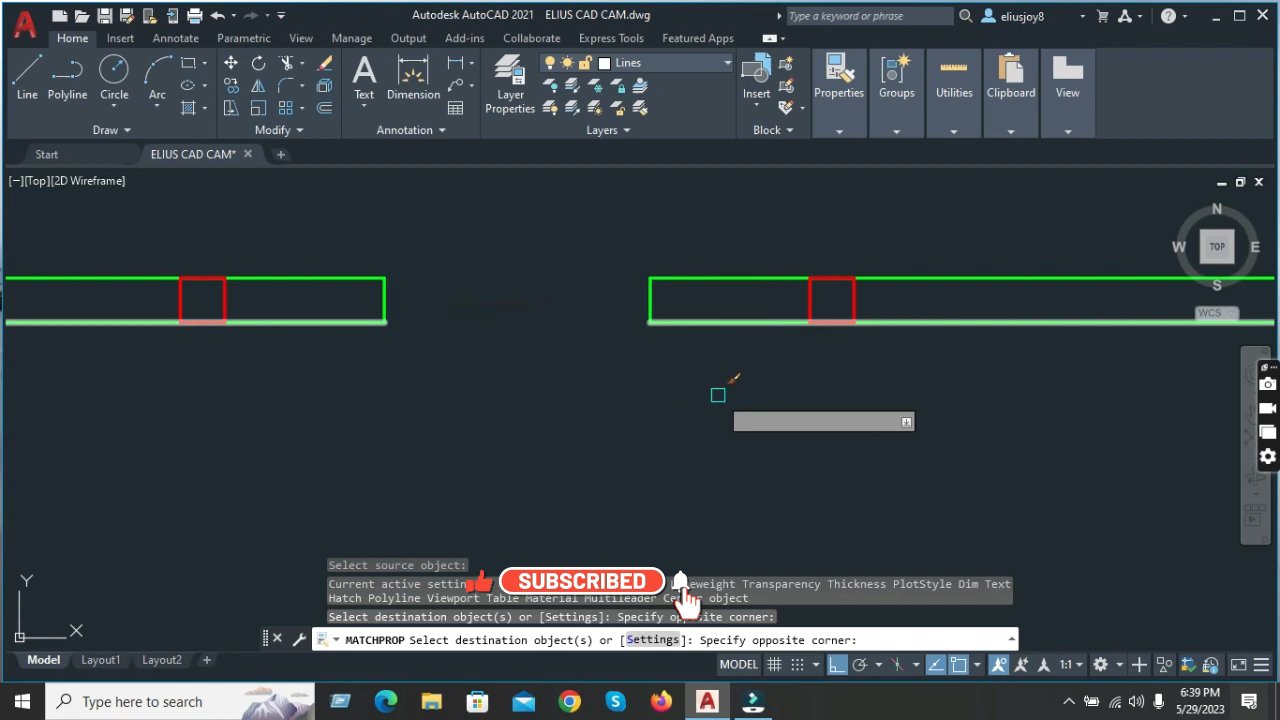 Autodesk AutoCAD 2021 ELIUS CAD CAM.dwg
Type a keyword or phrase
eliusjoy8
Home Insert Annotate Parametric View Manage Output Add-ins Collaborate Express Tools Featured Apps
Lines
Line Polyline Circle Arc
Text Dimension
Layer Properties
Insert
Properties Groups Utilities Clipboard View
Draw Modify Annotation Layers Block
Start ELIUS CAD CAM*
[−][Top][2D Wireframe]
N
W TOP E
S
WCS
Select source object:
Current active settin
eweight Transparency Thickness PlotStyle Dim Text
Hatch Polyline Viewport Table Material Multileader Center object
SUBSCRIBED
Select destination object(s) or [Settings]: Specify opposite corner:
MATCHPROP Select destination object(s) or [Settings]: Specify opposite corner:
Y
X
Model Layout1 Layout2
MODEL 1:1
Type here to search
6:39 PM
5/29/2023